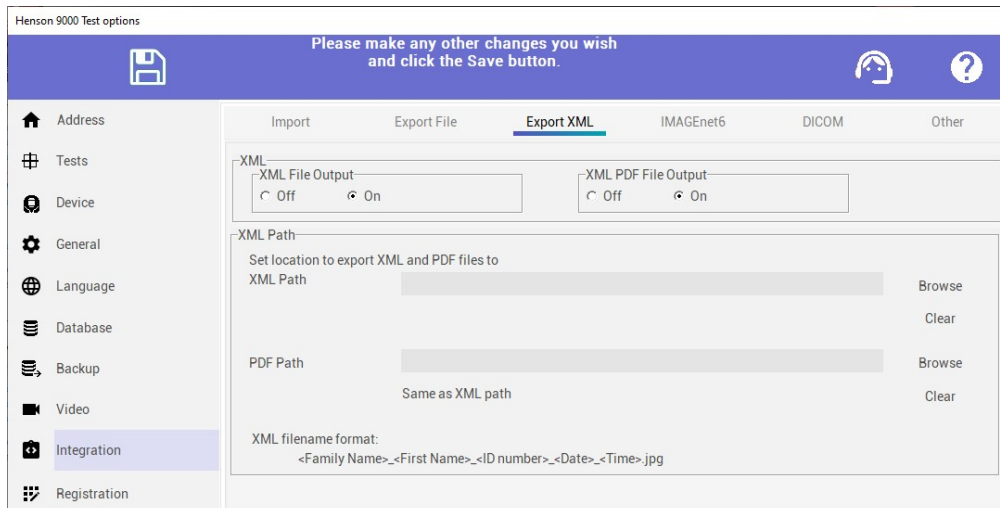 Henson 9000 Test options
Please make any other changes you wish
and click the Save button.
Address
Tests
Device
General
Language
Database
Backup
Video
Integration
Registration
Import Export File Export XML IMAGEnet6 DICOM Other
XML
XML File Output XML PDF File Output
Off On Off On
XML Path
Set location to export XML and PDF files to
XML Path Browse
Clear
PDF Path Browse
Same as XML path Clear
XML filename format:
<Family Name>_<First Name>_<ID number>_<Date>_<Time>.jpg